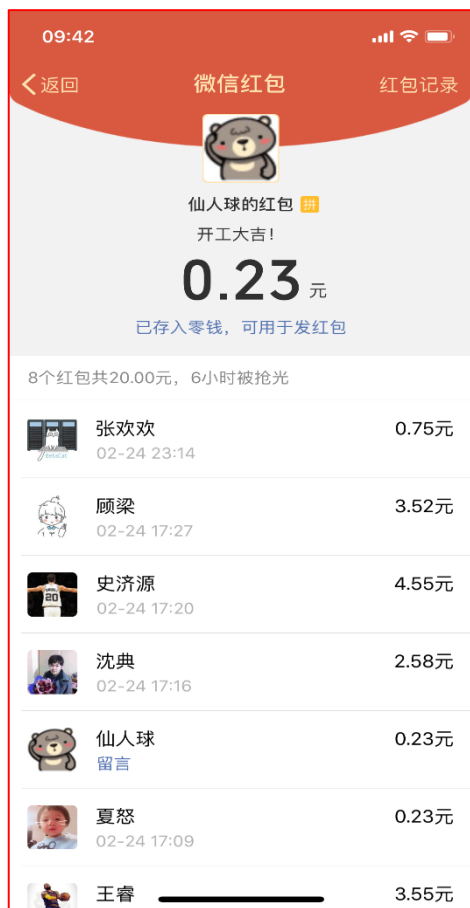 09:42
返回 微信红包 红包记录
仙人球的红包 拼
开工大吉!
0.23 元
已存入零钱，可用于发红包
8个红包共20.00元，6小时被抢光
张欢欢 0.75元
02-24 23:14
顾梁 3.52元
02-24 17:27
史济源 4.55元
02-24 17:20
沈典 2.58元
02-24 17:16
仙人球 0.23元
留言
夏怒 0.23元
02-24 17:09
王睿 3.55元